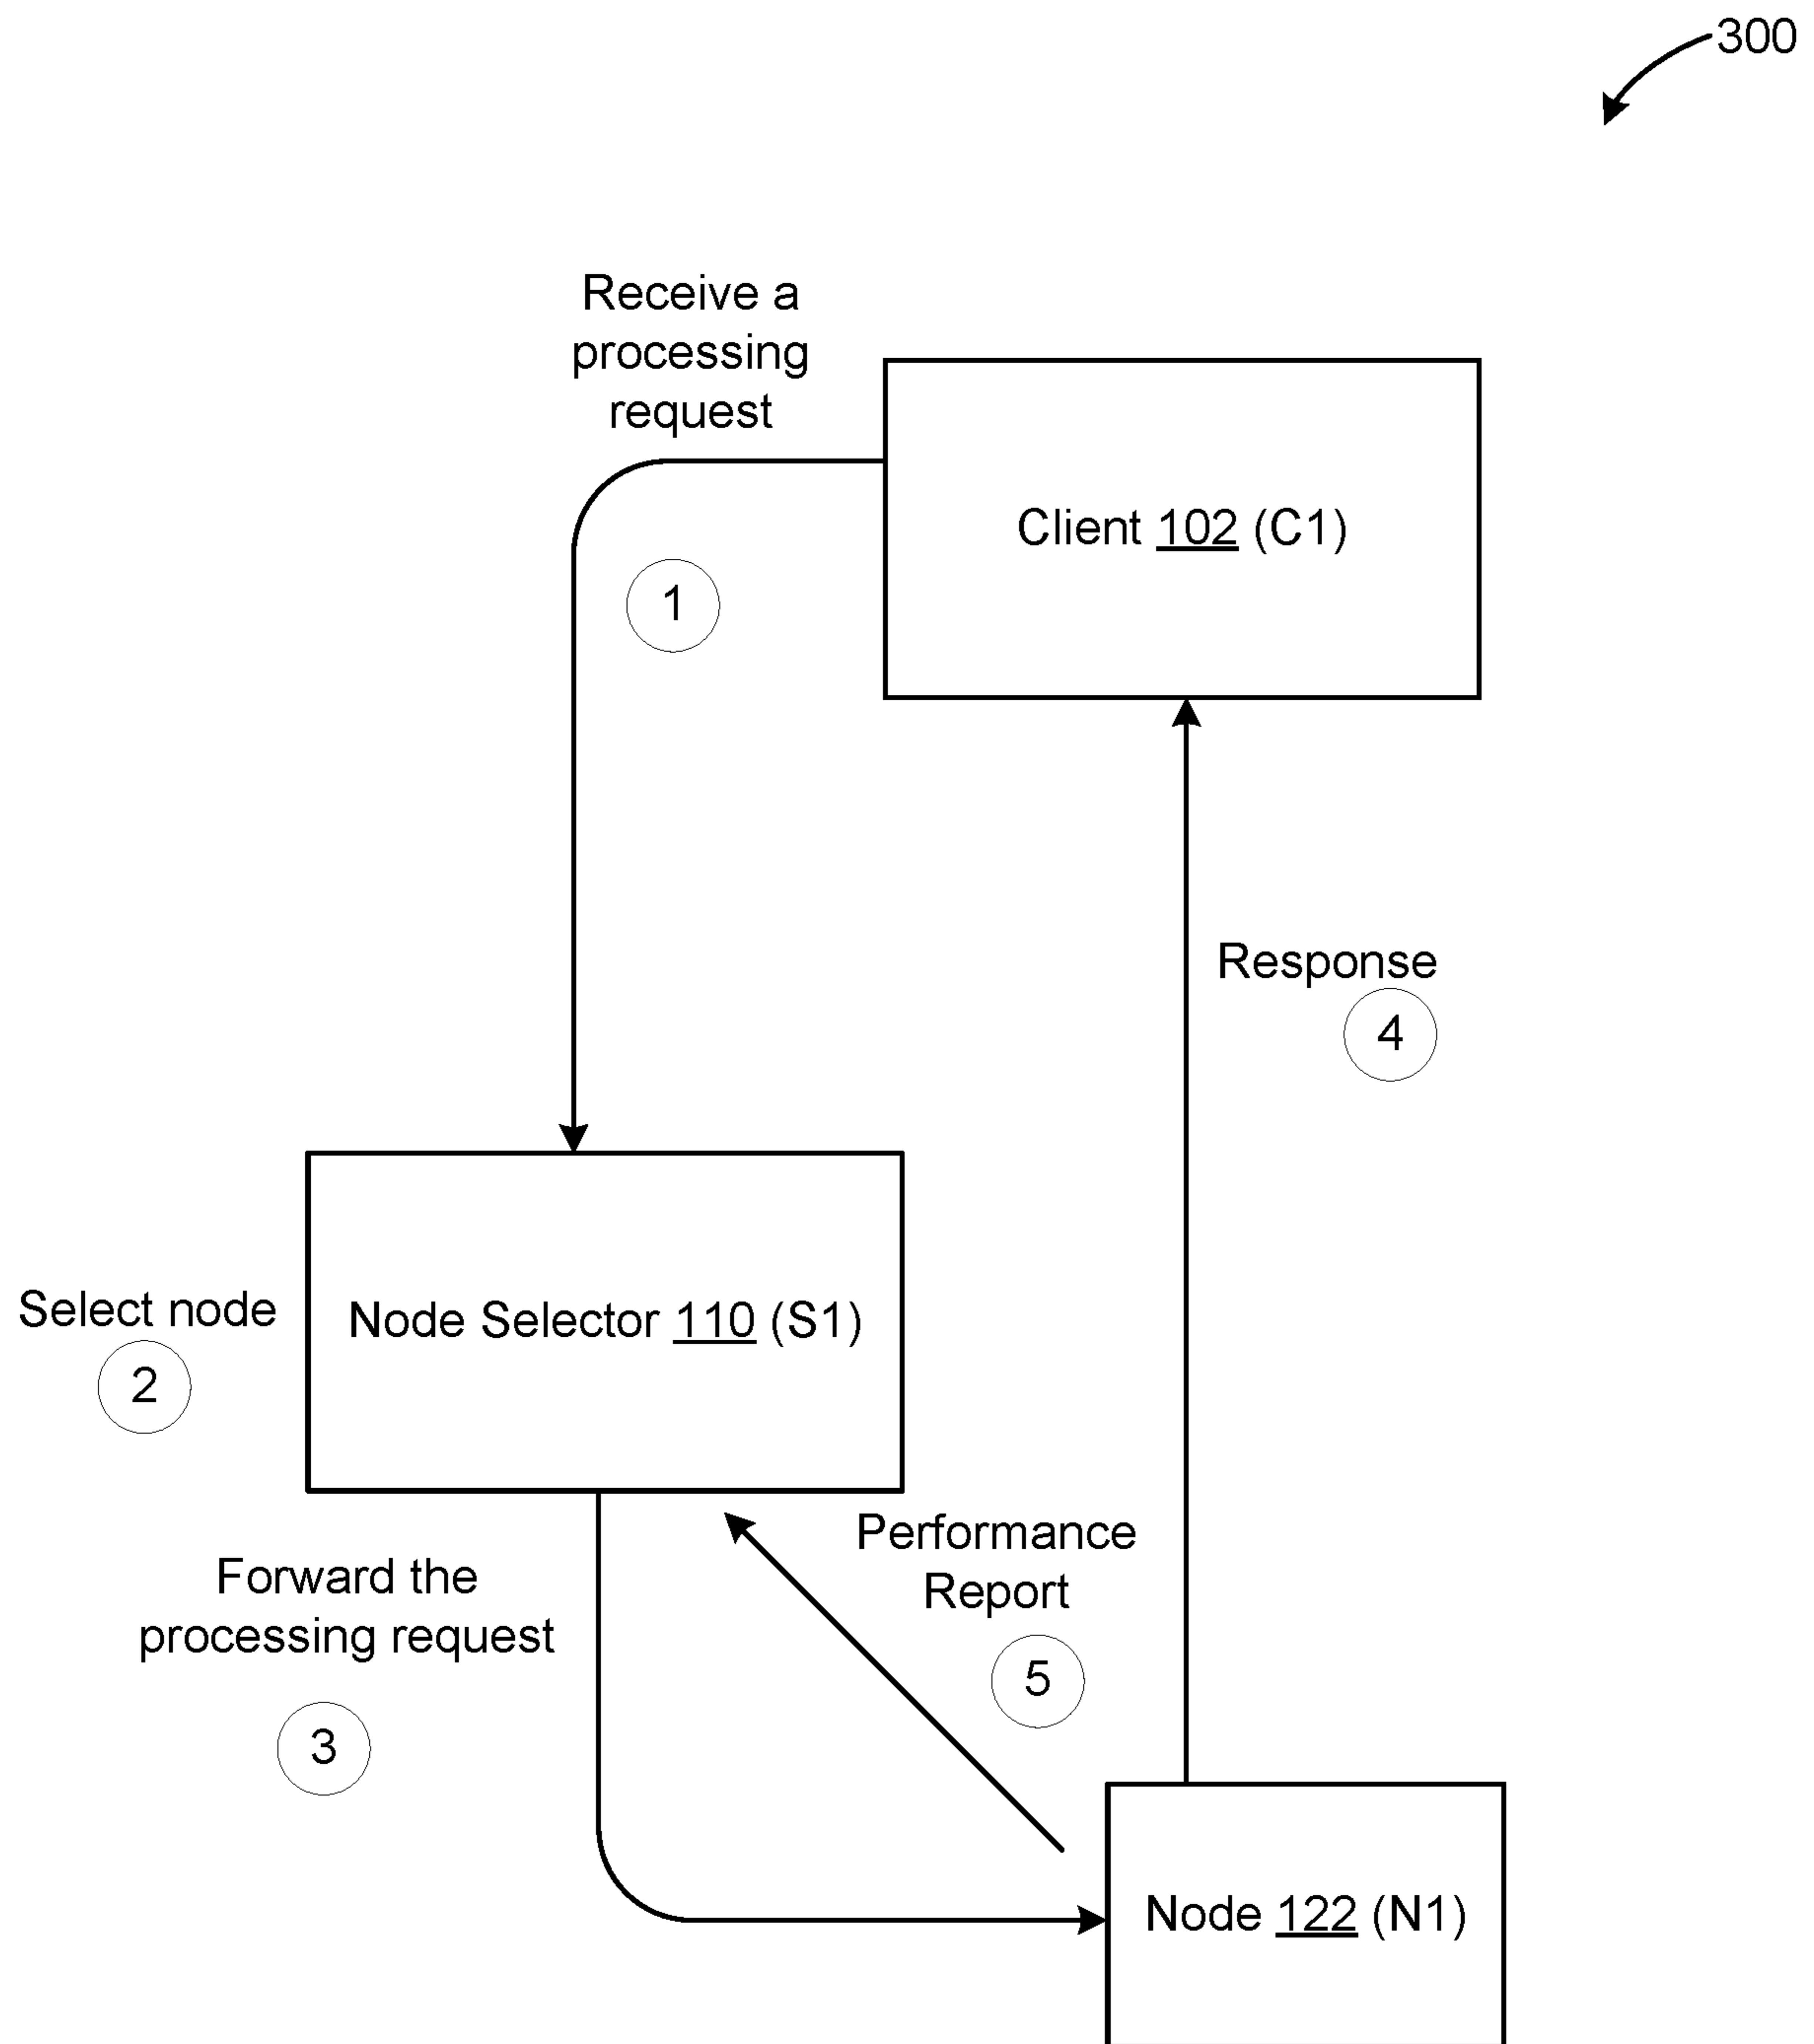 300
Receive a
processing
request
Client 102 (C1)
1
Response
4
Select node
2
Node Selector 110 (S1)
Forward the
processing request
3
Performance
Report
5
Node 122 (N1)